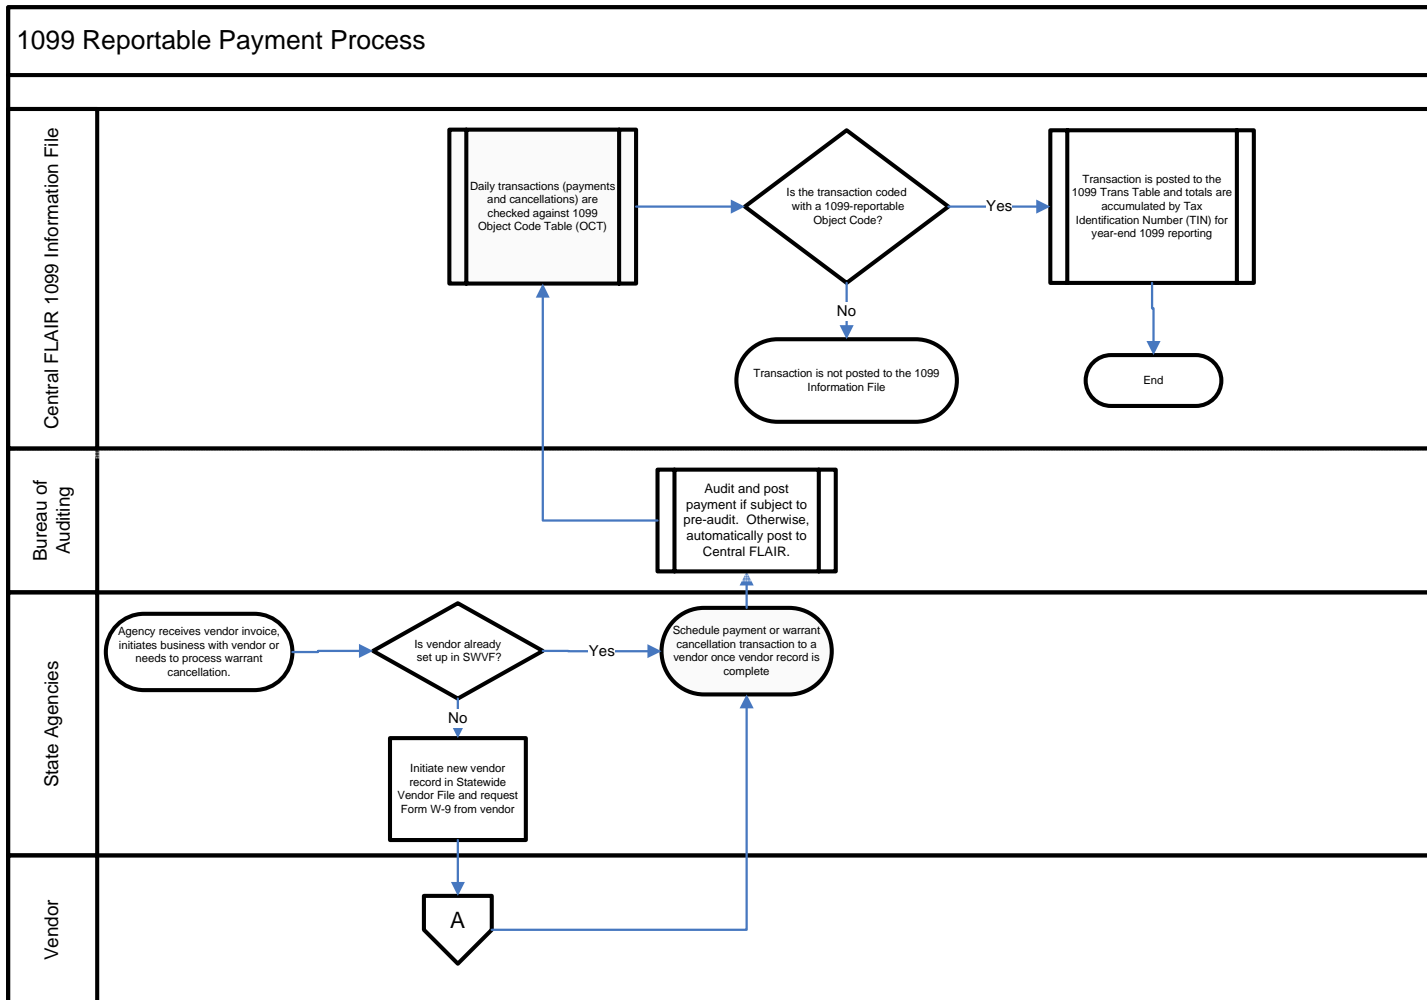 1099 Reportable Payment Process
Central FLAIR 1099 Information File
Daily transactions (payments
and cancellations) are
checked against 1099
Object Code Table (OCT)
Is the transaction coded
with a 1099-reportable
Object Code?
Yes
Transaction is posted to the
1099 Trans Table and totals are
accumulated by Tax
Identification Number (TIN) for
year-end 1099 reporting
No
Transaction is not posted to the 1099
Information File
End
Bureau of
Auditing
Audit and post
payment if subject to
pre-audit.  Otherwise,
automatically post to
Central FLAIR.
State Agencies
Agency receives vendor invoice,
initiates business with vendor or
needs to process warrant
cancellation.
Is vendor already
set up in SWVF?
Yes
Schedule payment or warrant
cancellation transaction to a
vendor once vendor record is
complete
No
Initiate new vendor
record in Statewide
Vendor File and request
Form W-9 from vendor
Vendor
A